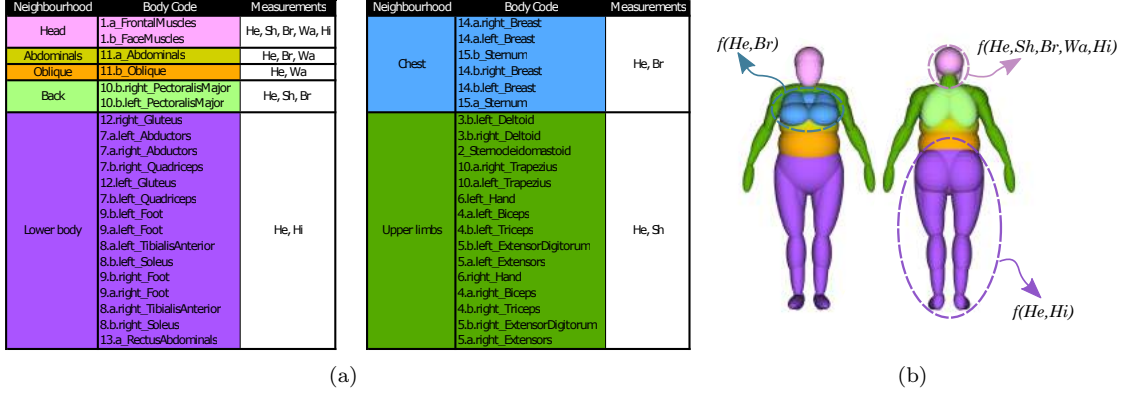 Neighbourhood Body Code Measurements
Head 1.a_FrontalMuscles He, Sh, Br, Wa, Hi
1.b_FaceMuscles
Abdominals 11.a_Abdominals He, Br, Wa
Oblique 11.b_Oblique He, Wa
Back 10.b.right_PectoralisMajor He, Sh, Br
10.b.left_PectoralisMajor
12.right_Gluteus
7.a.left_Abductors
7.a.right_Abductors
7.b.right_Quadriceps
12.left_Gluteus
7.b.left_Quadriceps
9.b.left_Foot
Lower body 9.a.left_Foot He, Hi
8.a.left_TibialisAnterior
8.b.left_Soleus
9.b.right_Foot
9.a.right_Foot
8.a.right_TibialisAnterior
8.b.right_Soleus
13.a_RectusAbdominals
Neighbourhood Body Code Measurements
14.a.right_Breast
14.a.left_Breast
15.b_Sternum
Chest 14.b.right_Breast He, Br
14.b.left_Breast
15.a_Sternum
3.b.left_Deltoid
3.b.right_Deltoid
2_Sternocleidomastoid
10.a.right_Trapezius
10.a.left_Trapezius
6.left_Hand
4.a.left_Biceps
Upper limbs 4.b.left_Triceps He, Sh
5.b.left_ExtensorDigitorum
5.a.left_Extensors
6.right_Hand
4.a.right_Biceps
4.b.right_Triceps
5.b.right_ExtensorDigitorum
5.a.right_Extensors
f(He,Br)
f(He,Sh,Br,Wa,Hi)
f(He,Hi)
(a)
(b)